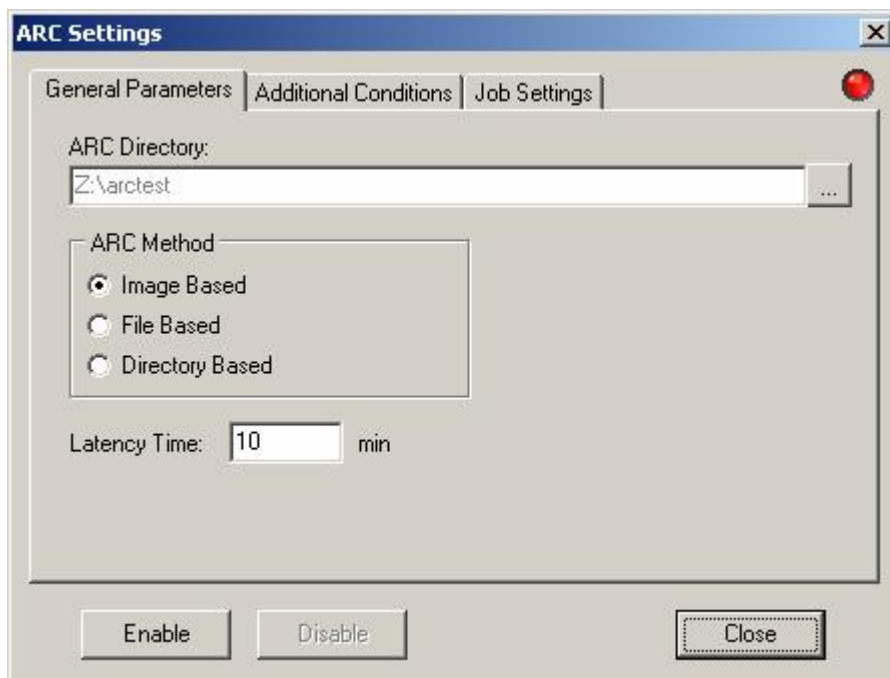 ARC Settings
General Parameters Additional Conditions Job Settings
ARC Directory:
Z:\arctest
...
ARC Method
Image Based
File Based
Directory Based
Latency Time: 10 min
Enable Disable Close